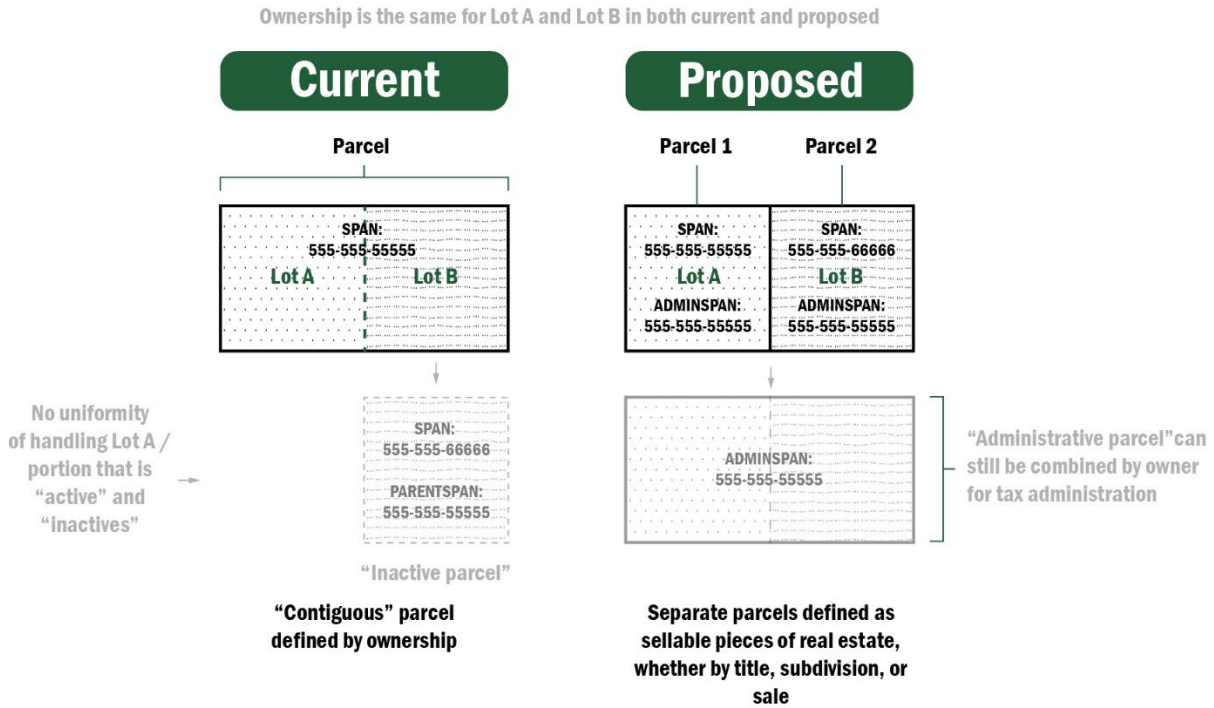 Ownership is the same for Lot A and Lot B in both current and proposed
Current
Parcel
SPAN:
555-555-55555
Lot A
Lot B
No uniformity
of handling Lot A /
portion that is
“active” and
“inactives”
SPAN:
555-555-66666
PARENTSPAN:
555-555-55555
“Inactive parcel”
“Contiguous” parcel
defined by ownership
Proposed
Parcel 1
Parcel 2
SPAN:
555-555-55555
Lot A
ADMINSPAN:
555-555-55555
SPAN:
555-555-66666
Lot B
ADMINSPAN:
555-555-55555
ADMINSPAN:
555-555-55555
“Administrative parcel”can
still be combined by owner
for tax administration
Separate parcels defined as
sellable pieces of real estate,
whether by title, subdivision, or
sale